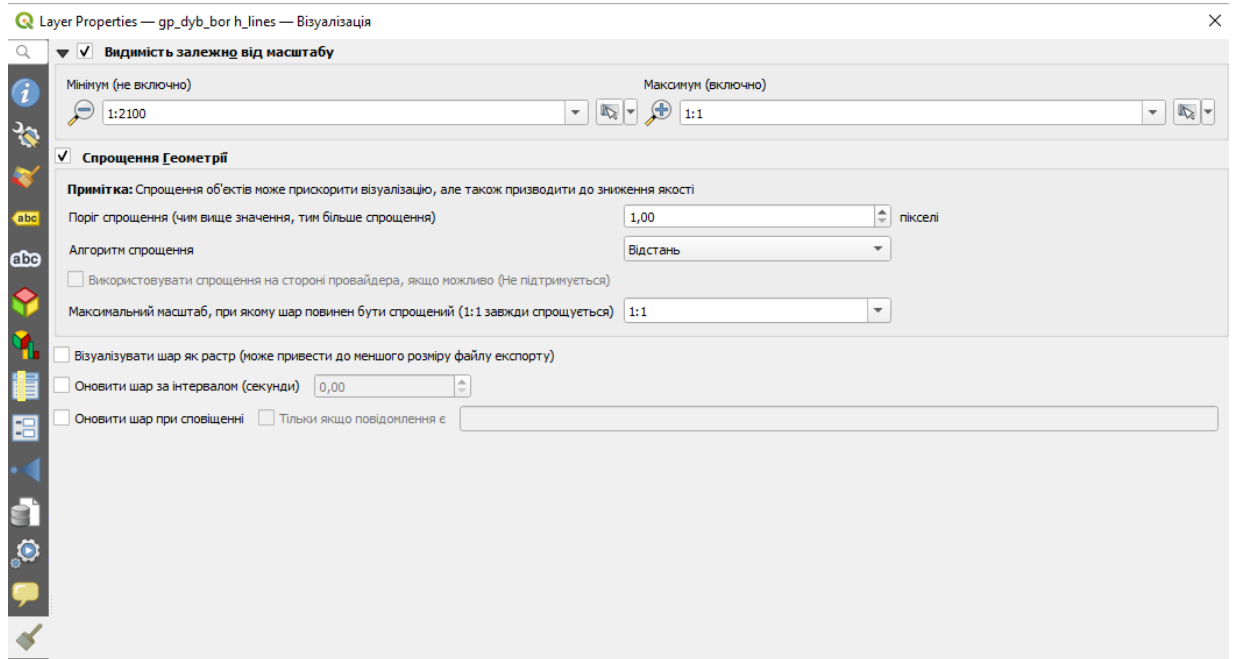 Layer Properties — gp_dyb_bor h_lines — Візуалізація
Видимість залежно від масштабу
Мінімум (не включно) Максимум (включно)
1:2100 1:1
Спрощення Геометрії
Примітка: Спрощення об'єктів може прискорити візуалізацію, але також призводити до зниження якості
Поріг спрощення (чим вище значення, тим більше спрощення) 1,00 пікселі
Алгоритм спрощення Відстань
Використовувати спрощення на стороні провайдера, якщо можливо (Не підтримується)
Максимальний масштаб, при якому шар повинен бути спрощений (1:1 завжди спрощується) 1:1
Візуалізувати шар як растр (може привести до меншого розміру файлу експорту)
Оновити шар за інтервалом (секунди) 0,00
Оновити шар при сповіщенні Тільки якщо повідомлення є
abc
abc